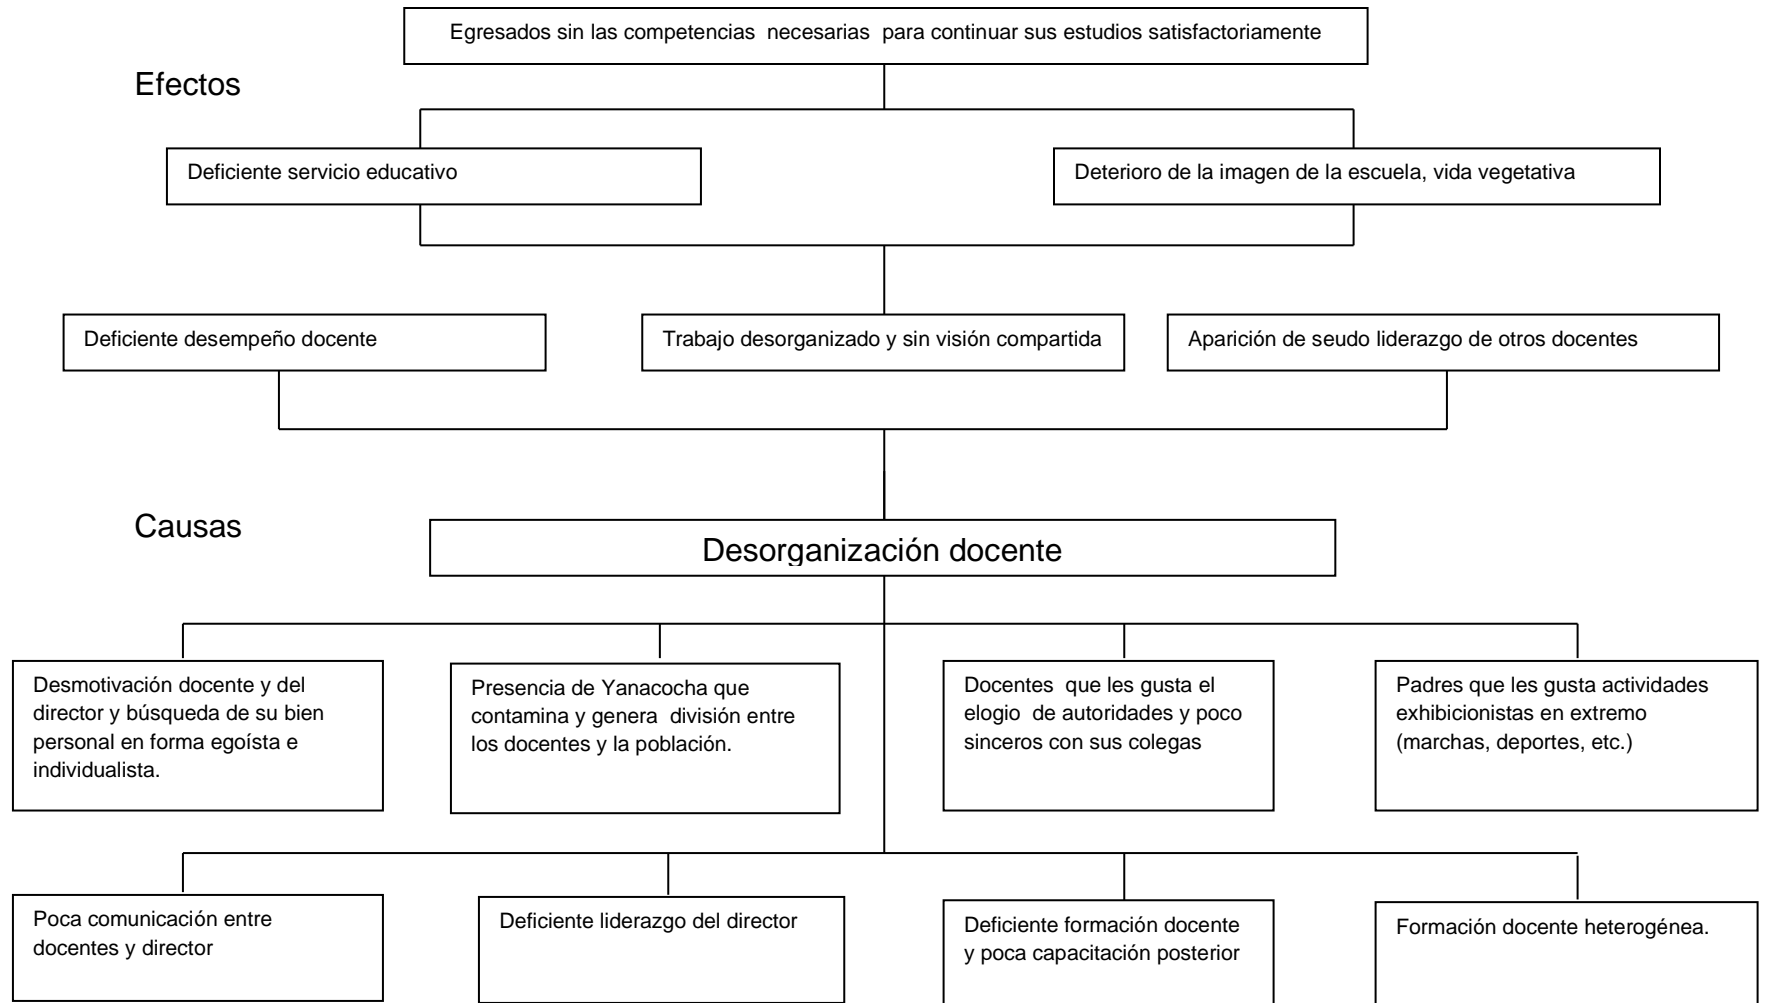 Egresados sin las competencias necesarias para continuar sus estudios satisfactoriamente
Efectos
Deficiente servicio educativo
Deterioro de la imagen de la escuela, vida vegetativa
Deficiente desempeño docente
Trabajo desorganizado y sin visión compartida
Aparición de seudo liderazgo de otros docentes
Causas
Desorganización docente
Desmotivación docente y del
director y búsqueda de su bien
personal en forma egoísta e
individualista.
Presencia de Yanacocha que
contamina y genera división entre
los docentes y la población.
Docentes que les gusta el
elogio de autoridades y poco
sinceros con sus colegas
Padres que les gusta actividades
exhibicionistas en extremo
(marchas, deportes, etc.)
Poca comunicación entre
docentes y director
Deficiente liderazgo del director
Deficiente formación docente
y poca capacitación posterior
Formación docente heterogénea.